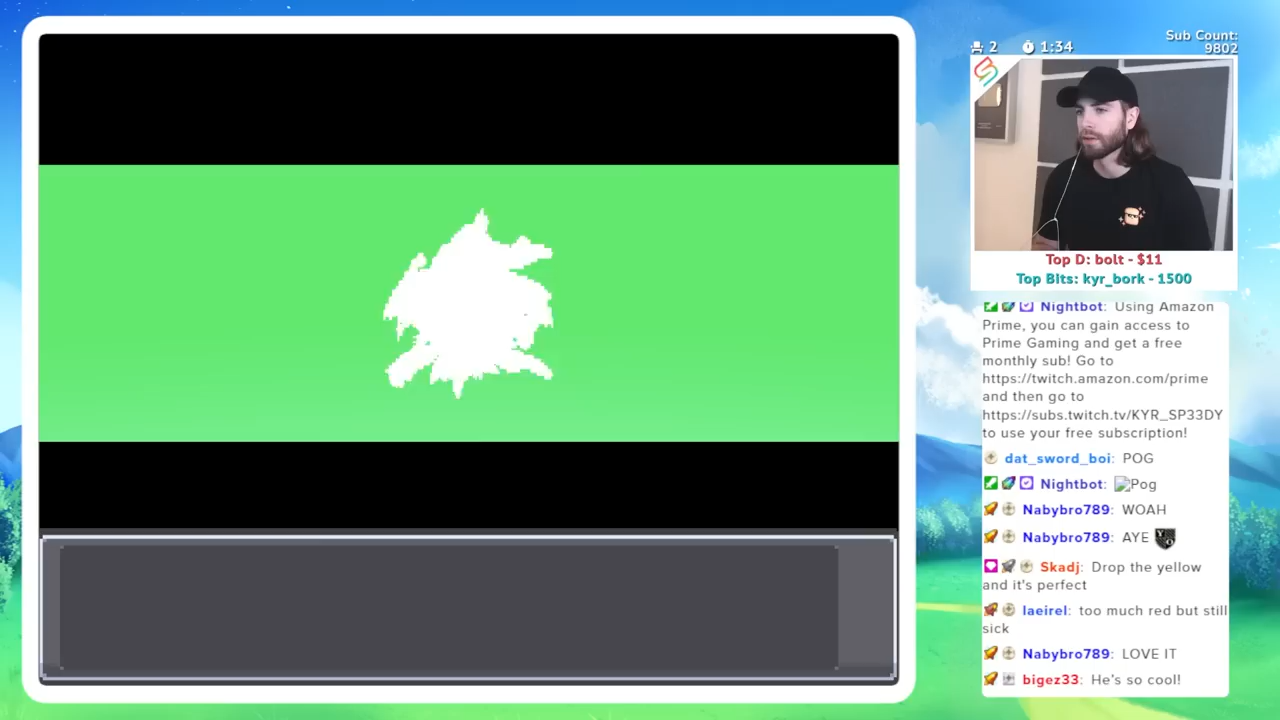 2
1:34
Sub Count:
9802
Top D: bolt - $11
Top Bits: kyr_bork - 1500
Nightbot: Using Amazon
Prime, you can gain access to
Prime Gaming and get a free
monthly sub! Go to
https://twitch.amazon.com/prime
and then go to
https://subs.twitch.tv/KYR_SP33DY
to use your free subscription!
dat_sword_boi: POG
Nightbot: Pog
Nabybro789: WOAH
Nabybro789: AYE
Skadj: Drop the yellow
and it's perfect
laeirel: too much red but still
sick
Nabybro789: LOVE IT
bigez33: He's so cool!